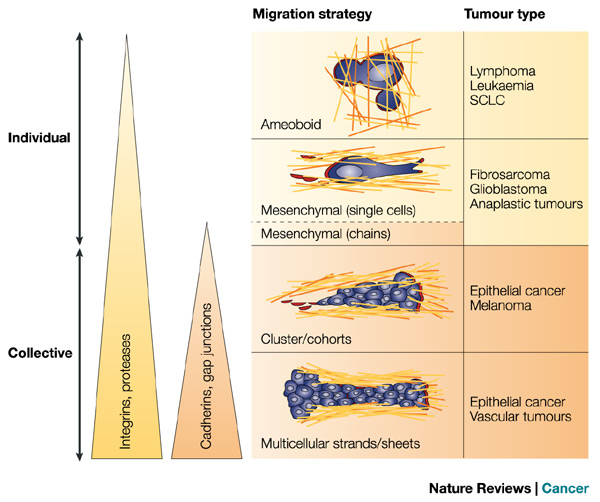 Migration strategy
Tumour type
Individual
Collective
Integrins, proteases
Cadherins, gap junctions
Ameoboid
Lymphoma
Leukaemia
SCLC
Mesenchymal (single cells)
Mesenchymal (chains)
Fibrosarcoma
Glioblastoma
Anaplastic tumours
Cluster/cohorts
Epithelial cancer
Melanoma
Multicellular strands/sheets
Epithelial cancer
Vascular tumours
Nature Reviews | Cancer